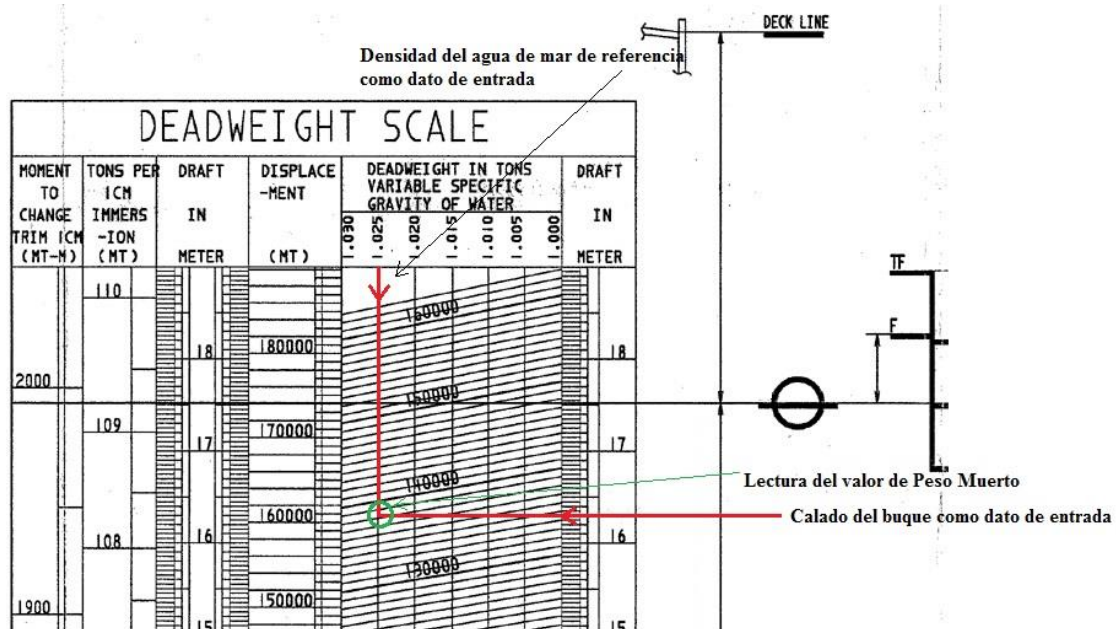 DECK LINE
Densidad del agua de mar de referencia
como dato de entrada
DEADWEIGHT SCALE
MOMENT
TO
CHANGE
TRIM 1CM
(MT-M)
TONS PER
1CM
IMMERS
-ION
(MT)
DRAFT
IN
METER
DISPLACE
-MENT
(MT)
DEADWEIGHT IN TONS
VARIABLE SPECIFIC
GRAVITY OF WATER
1.030
1.025
1.020
1.015
1.010
1.005
1.000
DRAFT
IN
METER
TF
F
110
160000
18
180000
18
2000
150000
109
170000
17
17
140000
Lectura del valor de Peso Muerto
160000
Calado del buque como dato de entrada
16
16
108
130000
150000
1900
15
15